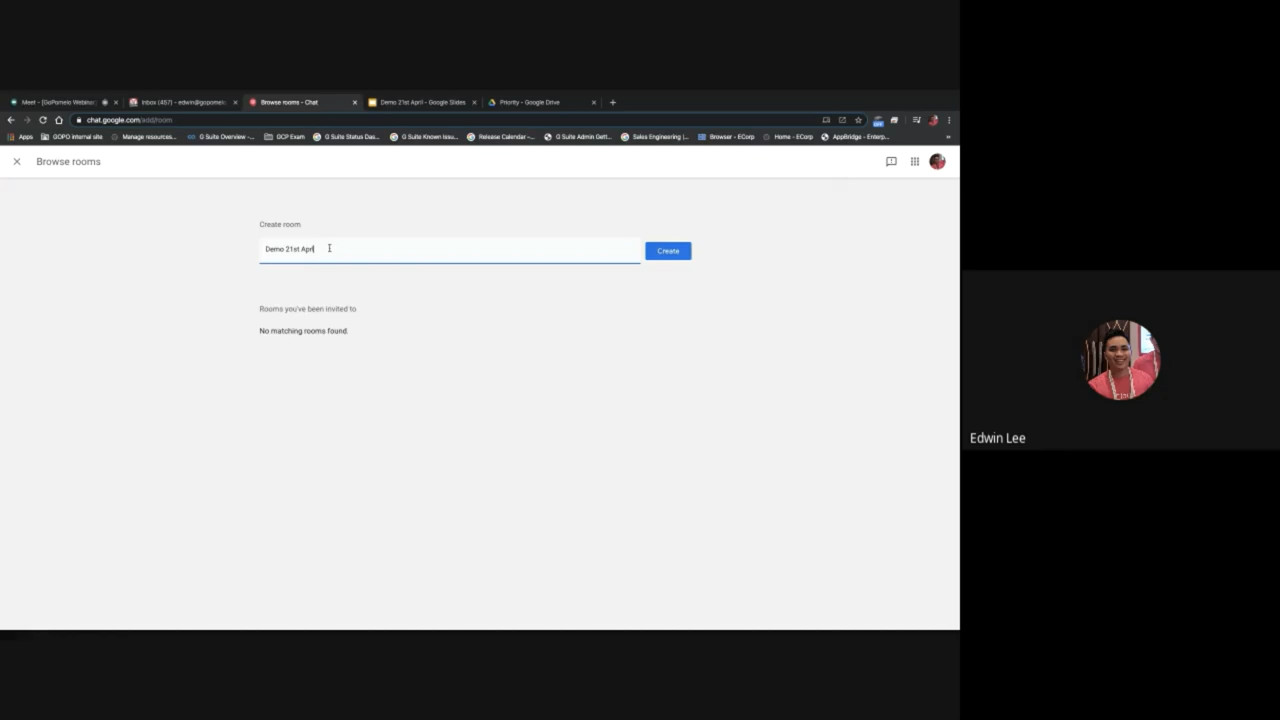 Meet - [GoPomelo Webinar
Inbox (457) - edwin@gopomelo
Browse rooms - Chat
Demo 21st April - Google Slides
Priority - Google Drive
chat.google.com/add/room
Apps
GOPO internal site
Manage resources...
G Suite Overview -...
GCP Exam
G Suite Status Das...
G Suite Known Issu...
Release Calendar -...
G Suite Admin Gett...
Sales Engineering |...
Browser - ECorp
Home - ECorp
AppBridge - Enterp...
Browse rooms
Create room
Demo 21st April
Create
Rooms you've been invited to
No matching rooms found.
Edwin Lee